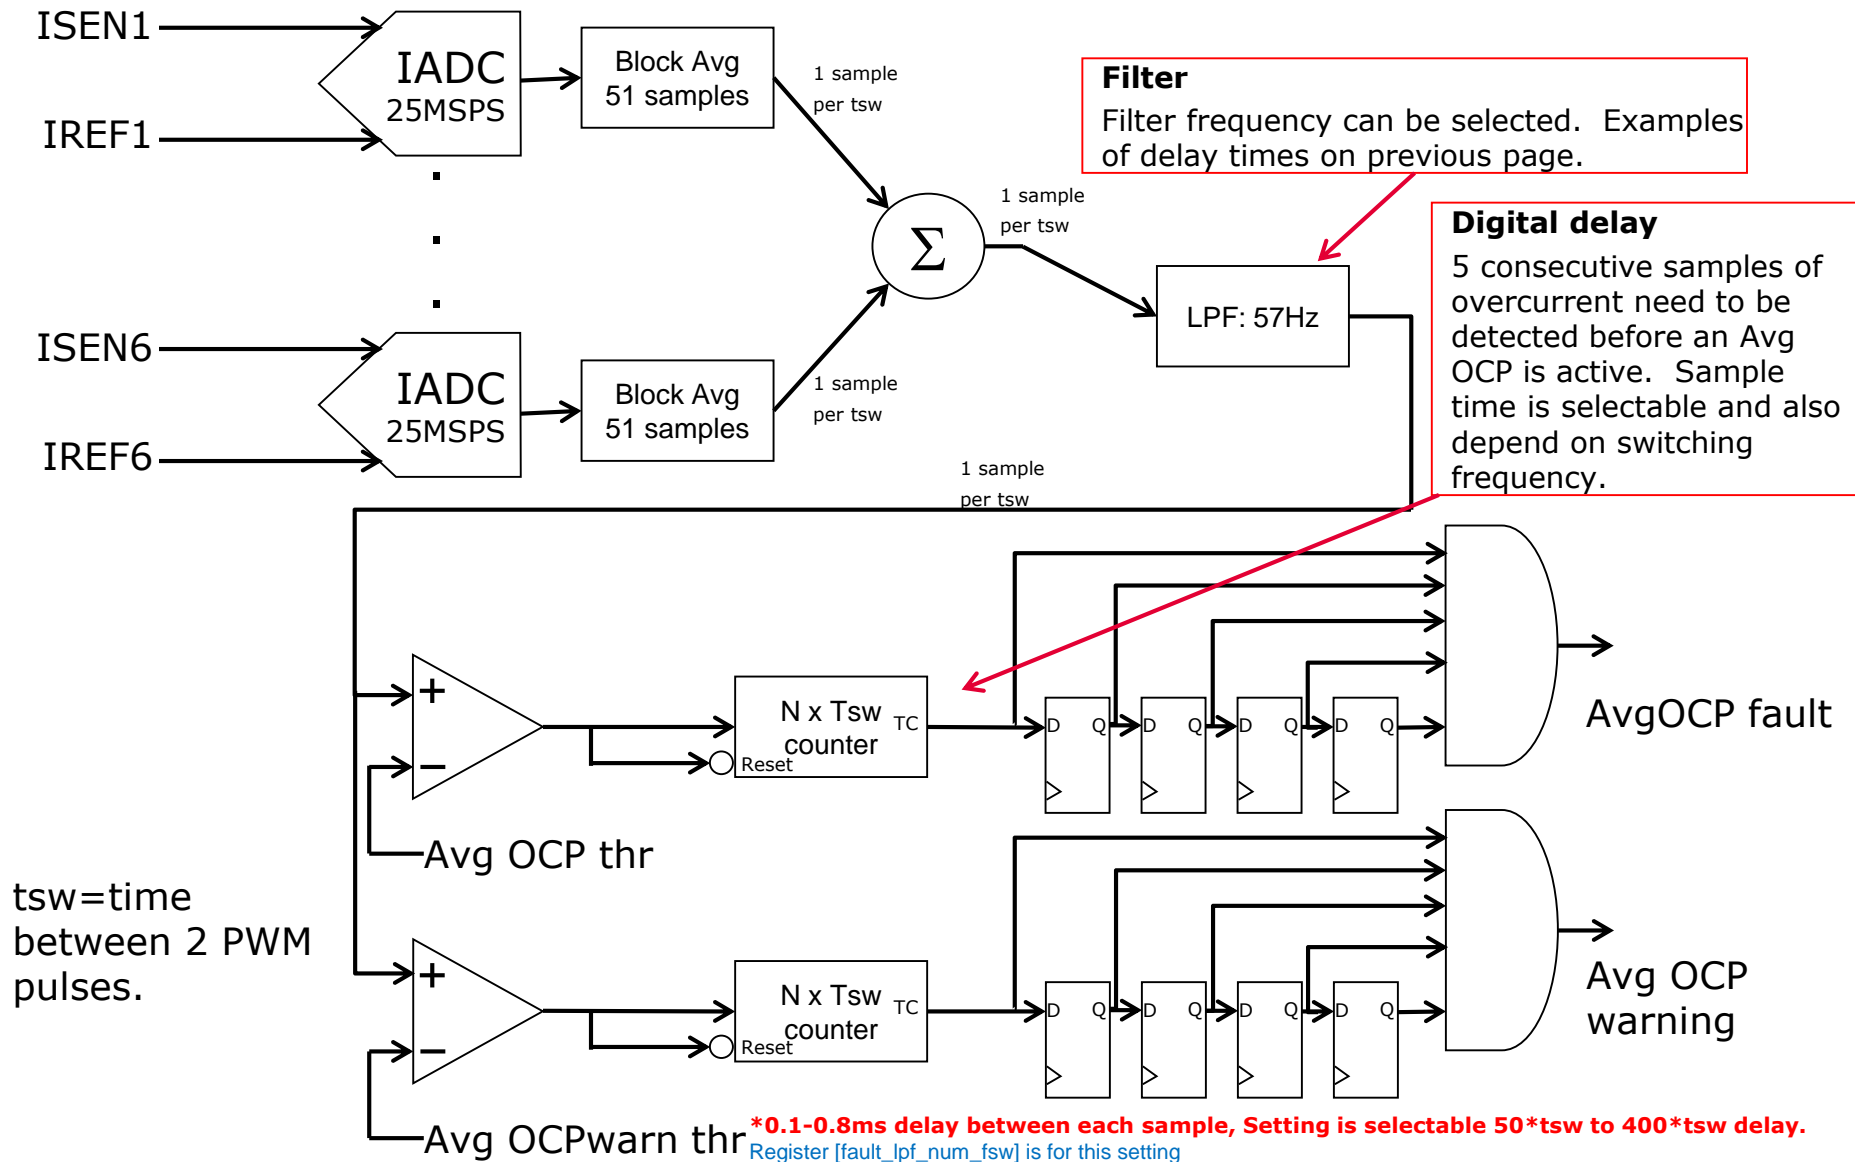 ISEN1
IREF1
IADC
25MSPS
Block Avg
51 samples
1 sample
per tsw
Filter
Filter frequency can be selected.  Examples
of delay times on previous page.
Digital delay
5 consecutive samples of
overcurrent need to be
detected before an Avg
OCP is active.  Sample
time is selectable and also
depend on switching
frequency.
Σ
1 sample
per tsw
LPF: 57Hz
ISEN6
IREF6
IADC
25MSPS
Block Avg
51 samples
1 sample
per tsw
1 sample
per tsw
+
−
N x Tsw
counter
TC
Reset
D Q D Q D Q D Q
AvgOCP fault
Avg OCP thr
tsw=time
between 2 PWM
pulses.
+
−
N x Tsw
counter
TC
Reset
D Q D Q D Q D Q
Avg OCP
warning
Avg OCPwarn thr
*0.1-0.8ms delay between each sample, Setting is selectable 50*tsw to 400*tsw delay.
Register [fault_lpf_num_fsw] is for this setting